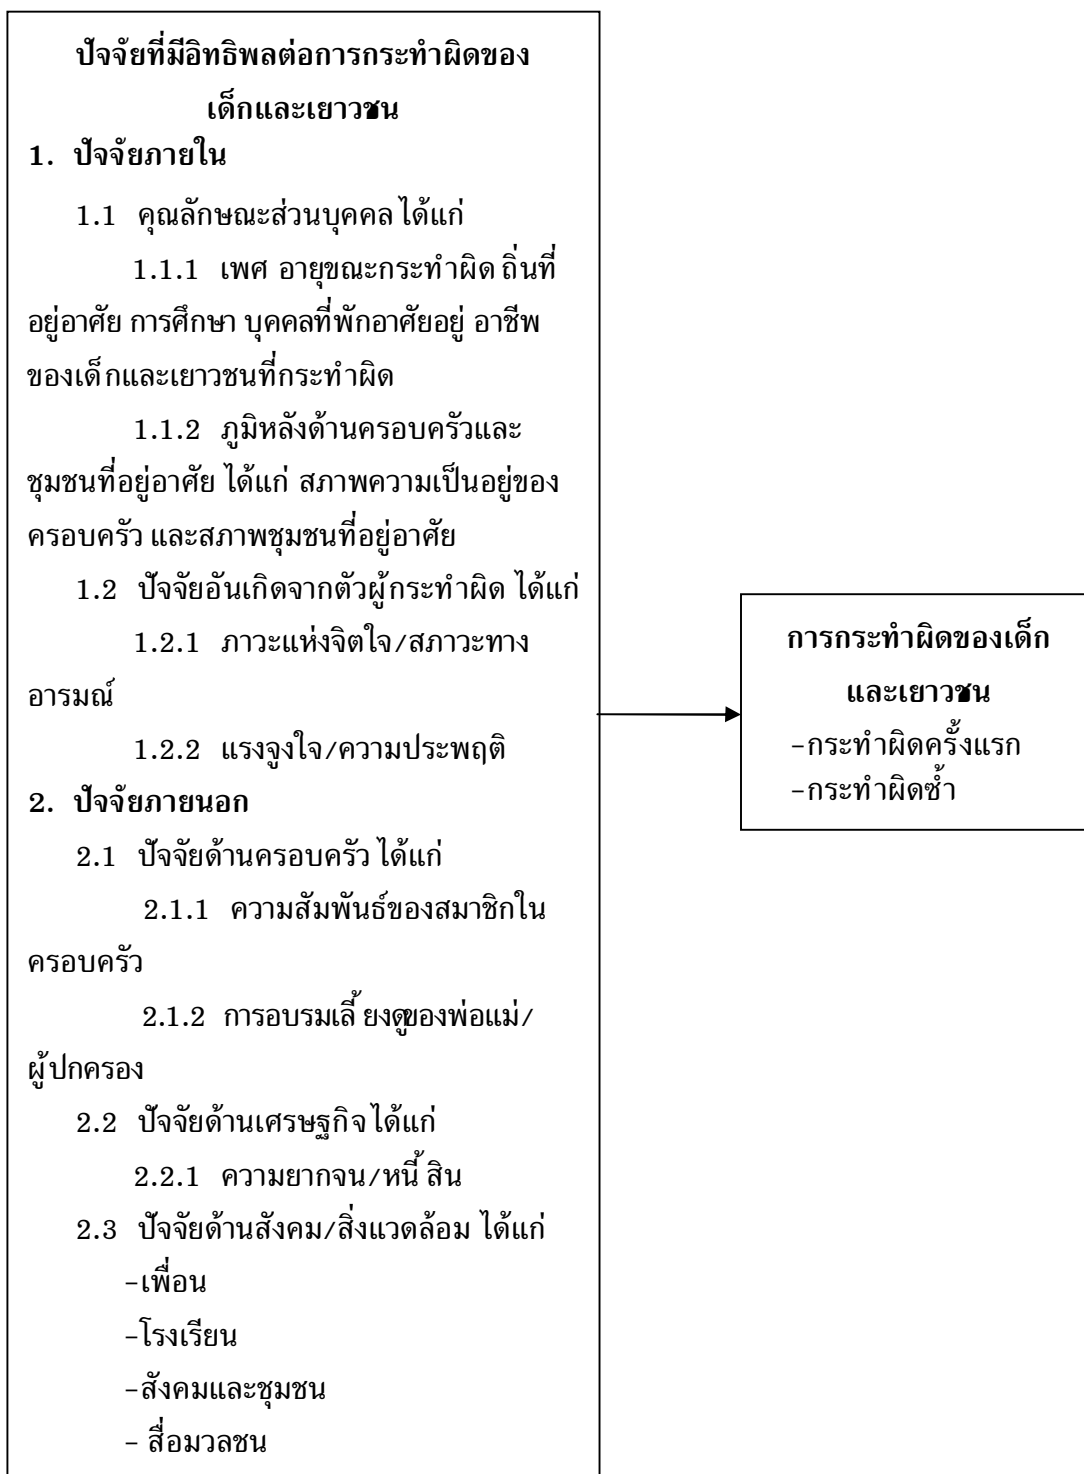 ปัจจัยที่มีอิทธิพลต่อการกระทำผิดของ
เด็กและเยาวชน
1. ปัจจัยภายใน
1.1 คุณลักษณะส่วนบุคคล ได้แก่
1.1.1 เพศ อายุขณะกระทำผิด ถิ่นที่
อยู่อาศัย การศึกษา บุคคลที่พักอาศัยอยู่ อาชีพ
ของเด็กและเยาวชนที่กระทำผิด
1.1.2 ภูมิหลังด้านครอบครัวและ
ชุมชนที่อยู่อาศัย ได้แก่ สภาพความเป็นอยู่ของ
ครอบครัว และสภาพชุมชนที่อยู่อาศัย
1.2 ปัจจัยอันเกิดจากตัวผู้กระทำผิด ได้แก่
1.2.1 ภาวะแห่งจิตใจ/สภาวะทาง
อารมณ์
1.2.2 แรงจูงใจ/ความประพฤติ
2. ปัจจัยภายนอก
2.1 ปัจจัยด้านครอบครัว ได้แก่
2.1.1 ความสัมพันธ์ของสมาชิกใน
ครอบครัว
2.1.2 การอบรมเลี้ยงดูของพ่อแม่/
ผู้ปกครอง
2.2 ปัจจัยด้านเศรษฐกิจ ได้แก่
2.2.1 ความยากจน/หนี้สิน
2.3 ปัจจัยด้านสังคม/สิ่งแวดล้อม ได้แก่
-เพื่อน
-โรงเรียน
-สังคมและชุมชน
- สื่อมวลชน
การกระทำผิดของเด็ก
และเยาวชน
-กระทำผิดครั้งแรก
-กระทำผิดซ้ำ